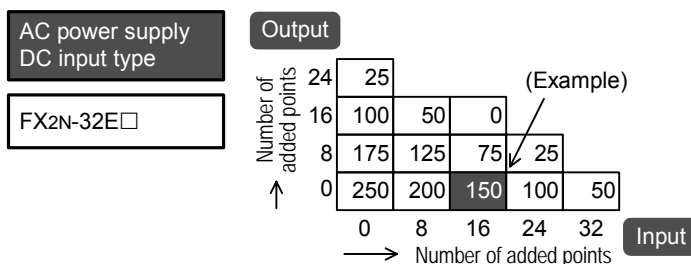 AC power supply
DC input type
FX2N-32E□
Output
Number of
added points
24 25
16 100 50 0
8 175 125 75 25
0 250 200 150 100 50
(Example)
0 8 16 24 32
Input
Number of added points